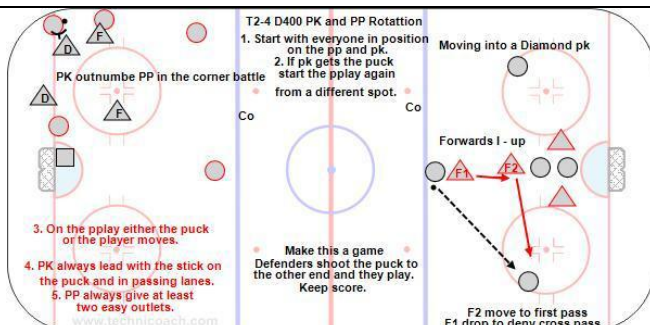 T2-4 D400 PK and PP Rotattion
1. Start with everyone in position
on the pp and pk.
2. If pk gets the puck
start the pplay again
from a different spot.
D
F
PK outnumbe PP in the corner battle
D
F
Co
Co
Moving into a Diamond pk
Forwards I - up
F1
F2
3. On the pplay either the puck
or the player moves.
4. PK always lead with the stick on
the puck and in passing lanes.
5. PP always give at least
two easy outlets.
www.technicoach.com
Make this a game
Defenders shoot the puck to
the other end and they play.
Keep score.
F2 move to first pass
F1 drop to deny cross pass